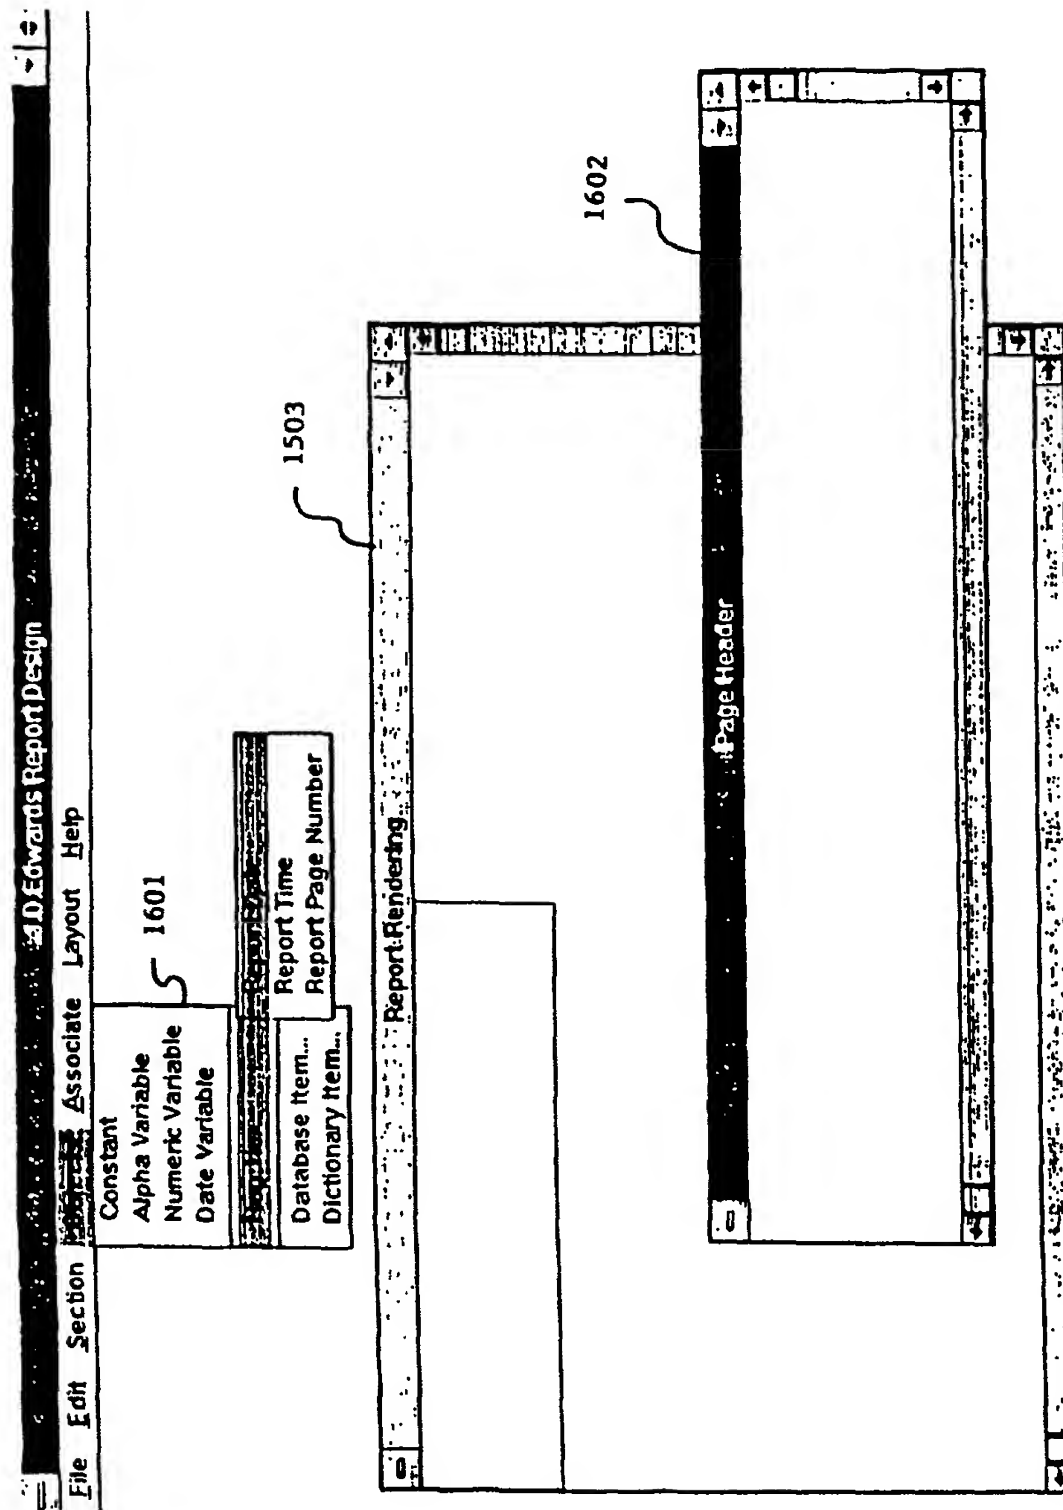 J.D.Edwards Report Design
File Edit Section Objects Associate Layout Help
Constant
Alpha Variable
Numeric Variable
Date Variable
Database Item...
Dictionary Item...
Report Time
Report Page Number
1601
Report Rendering
1503
Page Header
1602